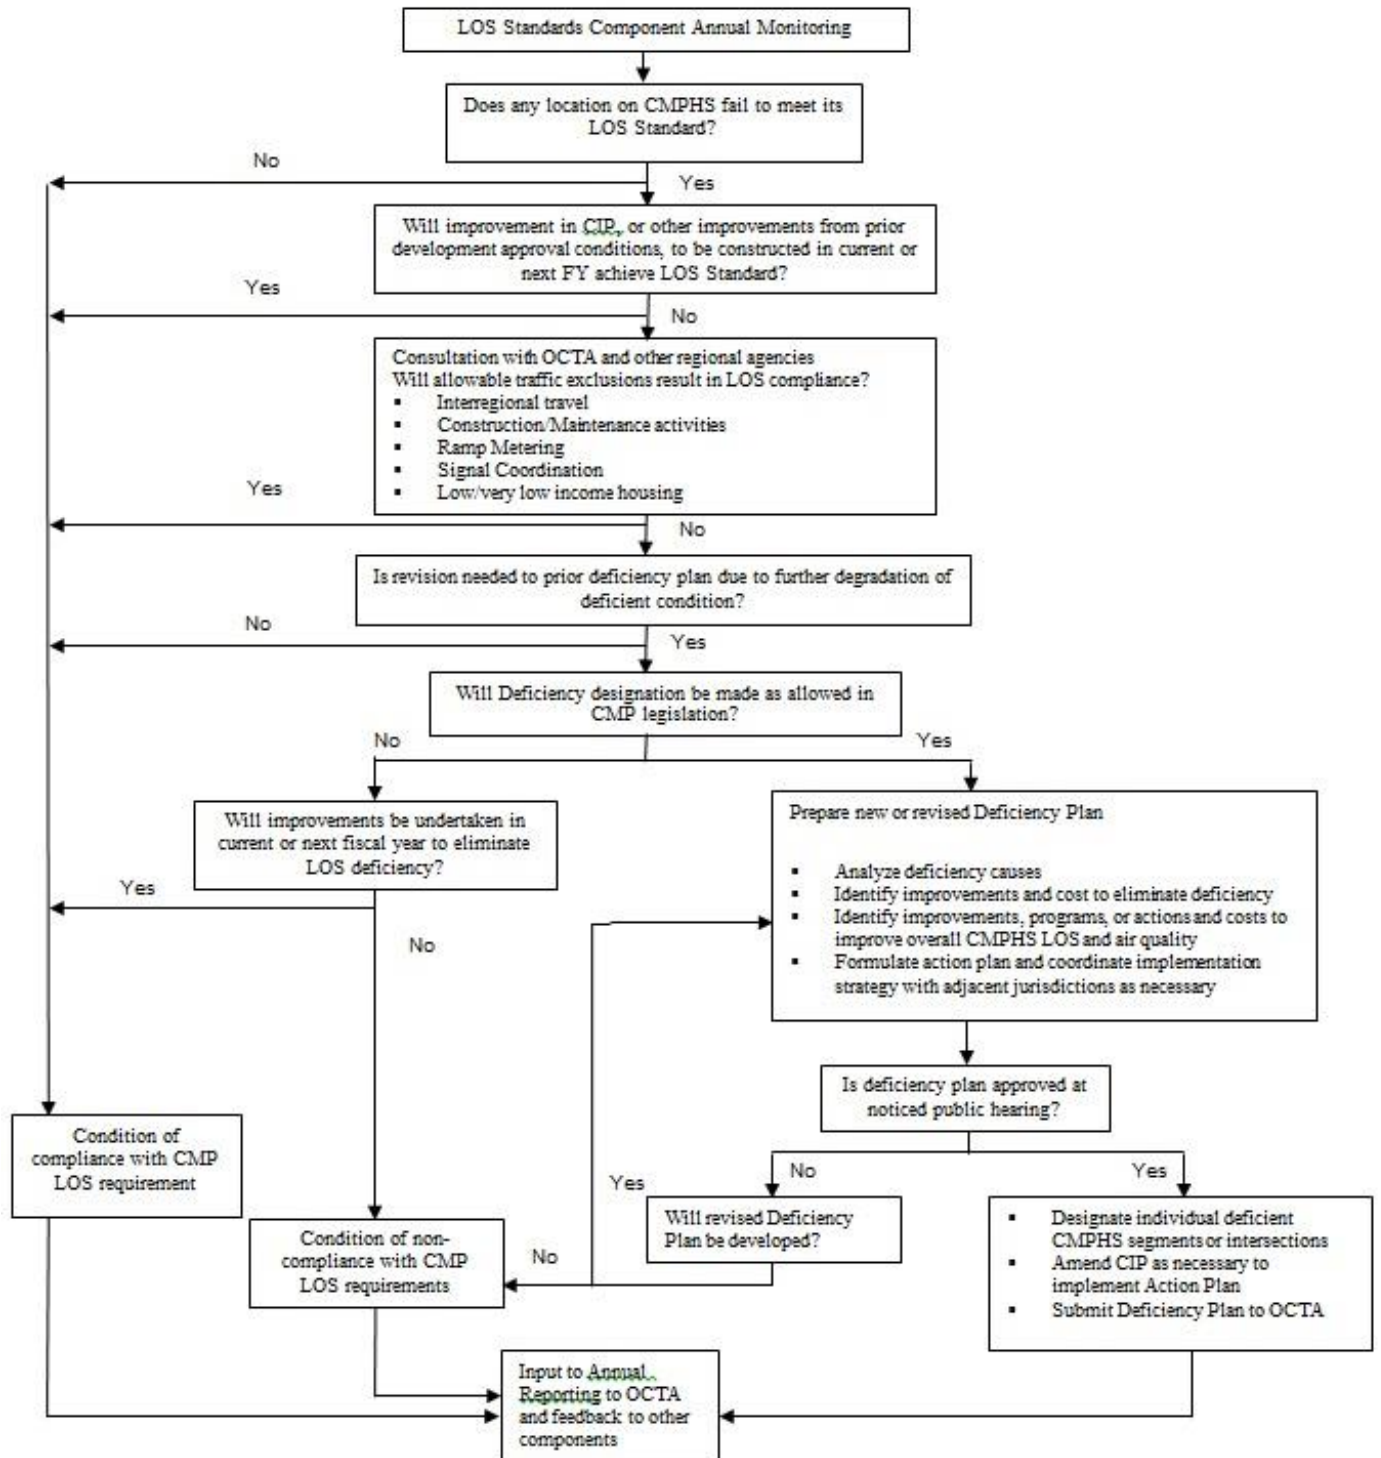 LOS Standards Component Annual Monitoring
Does any location on CMPHS fail to meet its
LOS Standard?
No
Yes
Will improvement in CIP, or other improvements from prior
development approval conditions, to be constructed in current or
next FY achieve LOS Standard?
Yes
No
Consultation with OCTA and other regional agencies
Will allowable traffic exclusions result in LOS compliance?
▪ Interregional travel
▪ Construction/Maintenance activities
▪ Ramp Metering
▪ Signal Coordination
▪ Low/very low income housing
Yes
No
Is revision needed to prior deficiency plan due to further degradation of
deficient condition?
No
Yes
Will Deficiency designation be made as allowed in
CMP legislation?
No
Yes
Will improvements be undertaken in
current or next fiscal year to eliminate
LOS deficiency?
Yes
No
Prepare new or revised Deficiency Plan
▪ Analyze deficiency causes
▪ Identify improvements and cost to eliminate deficiency
▪ Identify improvements, programs, or actions and costs to
improve overall CMPHS LOS and air quality
▪ Formulate action plan and coordinate implementation
strategy with adjacent jurisdictions as necessary
Is deficiency plan approved at
noticed public hearing?
No
Yes
Condition of
compliance with CMP
LOS requirement
Yes
Will revised Deficiency
Plan be developed?
No
Condition of non-
compliance with CMP
LOS requirements
▪ Designate individual deficient
CMPHS segments or intersections
▪ Amend CIP as necessary to
implement Action Plan
▪ Submit Deficiency Plan to OCTA
Input to Annual
Reporting to OCTA
and feedback to other
components